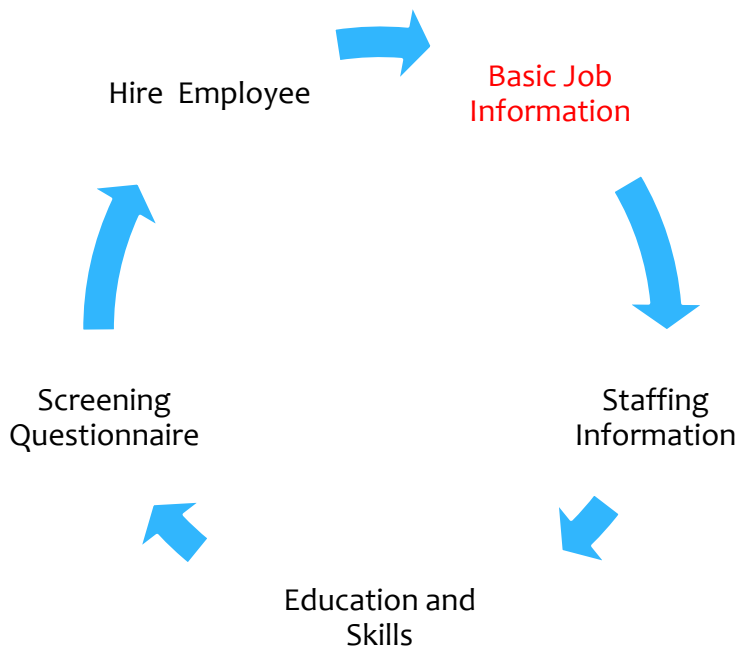 Hire Employee
Basic Job
Information
Staffing
Information
Education and
Skills
Screening
Questionnaire